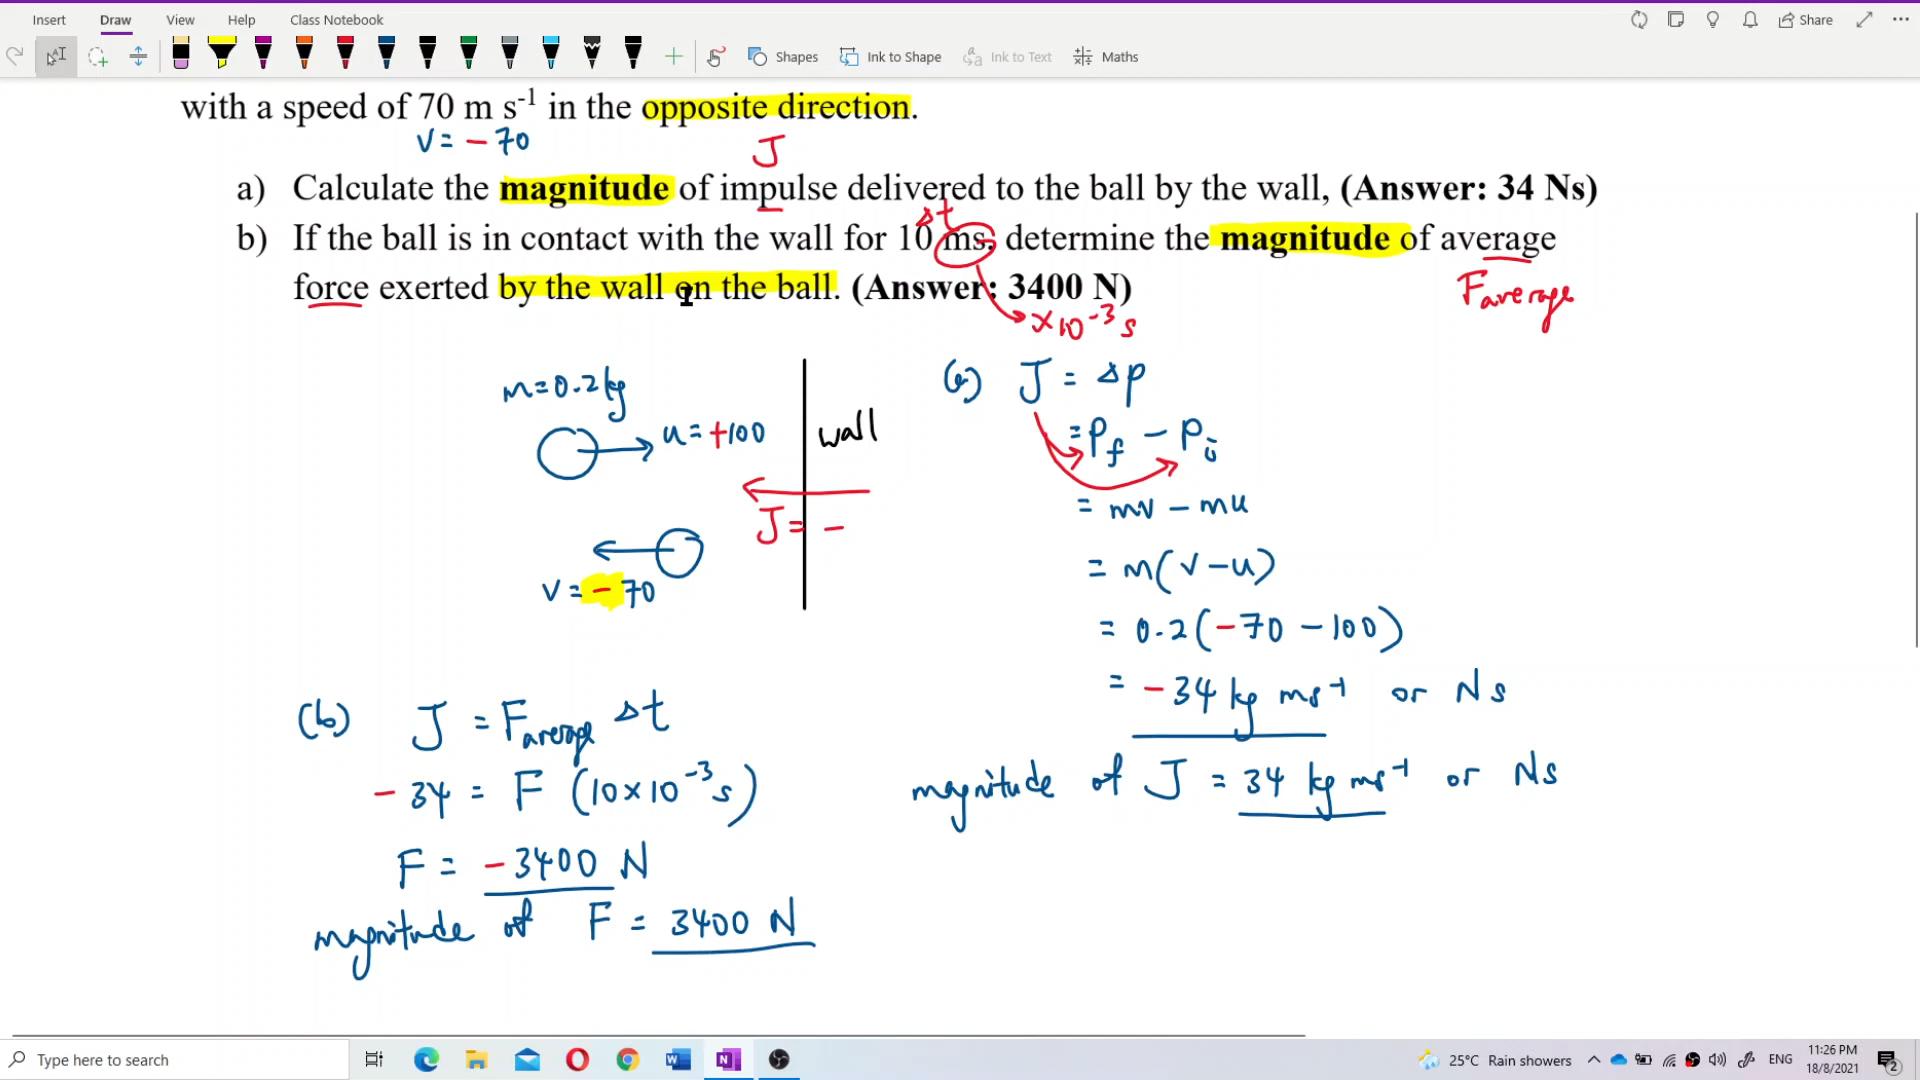 Insert Draw View Help Class Notebook Share
Shapes Ink to Shape Ink to Text Maths
with a speed of 70 m s⁻¹ in the opposite direction.
v = - 70
J
a) Calculate the magnitude of impulse delivered to the ball by the wall, (Answer: 34 Ns)
Δt
b) If the ball is in contact with the wall for 10 ms, determine the magnitude of average
force exerted by the wall on the ball. (Answer: 3400 N)
F average
×10⁻³ s
m = 0.2 kg
u = +100
wall
J = -
v = - 70
(a) J = Δp
= Pf - Pi
= mv - mu
= m(v - u)
= 0.2(-70 - 100)
= -34 kg ms⁻¹ or Ns
magnitude of J = 34 kg ms⁻¹ or Ns
(b) J = F average Δt
- 34 = F (10×10⁻³ s)
F = -3400 N
magnitude of F = 3400 N
Type here to search
25°C Rain showers
ENG
11:26 PM
18/8/2021
2